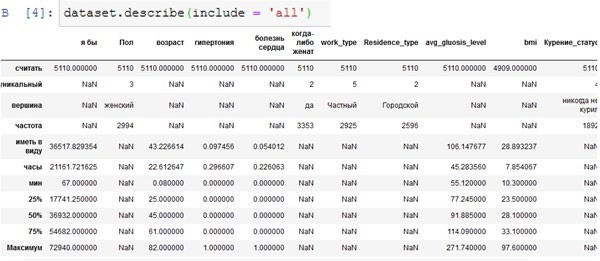 В [4]: dataset.describe(include = 'all')
я бы Пол возраст гипертония болезнь сердца когда-либо женат work_type Residence_type avg_gluosis_level bmi Курение_статус
считать 5110.000000 5110 5110.000000 5110.000000 5110.000000 5110 5110 5110 5110.000000 4909.000000 5110
уникальный NaN 3 NaN NaN NaN 2 5 2 NaN NaN 4
вершина NaN женский NaN NaN NaN да Частный Городской NaN NaN никогда не курил
частота NaN 2994 NaN NaN NaN 3353 2925 2596 NaN NaN 1892
иметь в виду 36517.829354 NaN 43.226614 0.097456 0.054012 NaN NaN NaN 106.147677 28.893237 NaN
часы 21161.721625 NaN 22.612647 0.296607 0.226063 NaN NaN NaN 45.283560 7.854067 NaN
мин 67.000000 NaN 0.080000 0.000000 0.000000 NaN NaN NaN 55.120000 10.300000 NaN
25% 17741.250000 NaN 25.000000 0.000000 0.000000 NaN NaN NaN 77.245000 23.500000 NaN
50% 36932.000000 NaN 45.000000 0.000000 0.000000 NaN NaN NaN 91.885000 28.100000 NaN
75% 54682.000000 NaN 61.000000 0.000000 0.000000 NaN NaN NaN 114.090000 33.100000 NaN
Максимум 72940.000000 NaN 82.000000 1.000000 1.000000 NaN NaN NaN 271.740000 97.600000 NaN